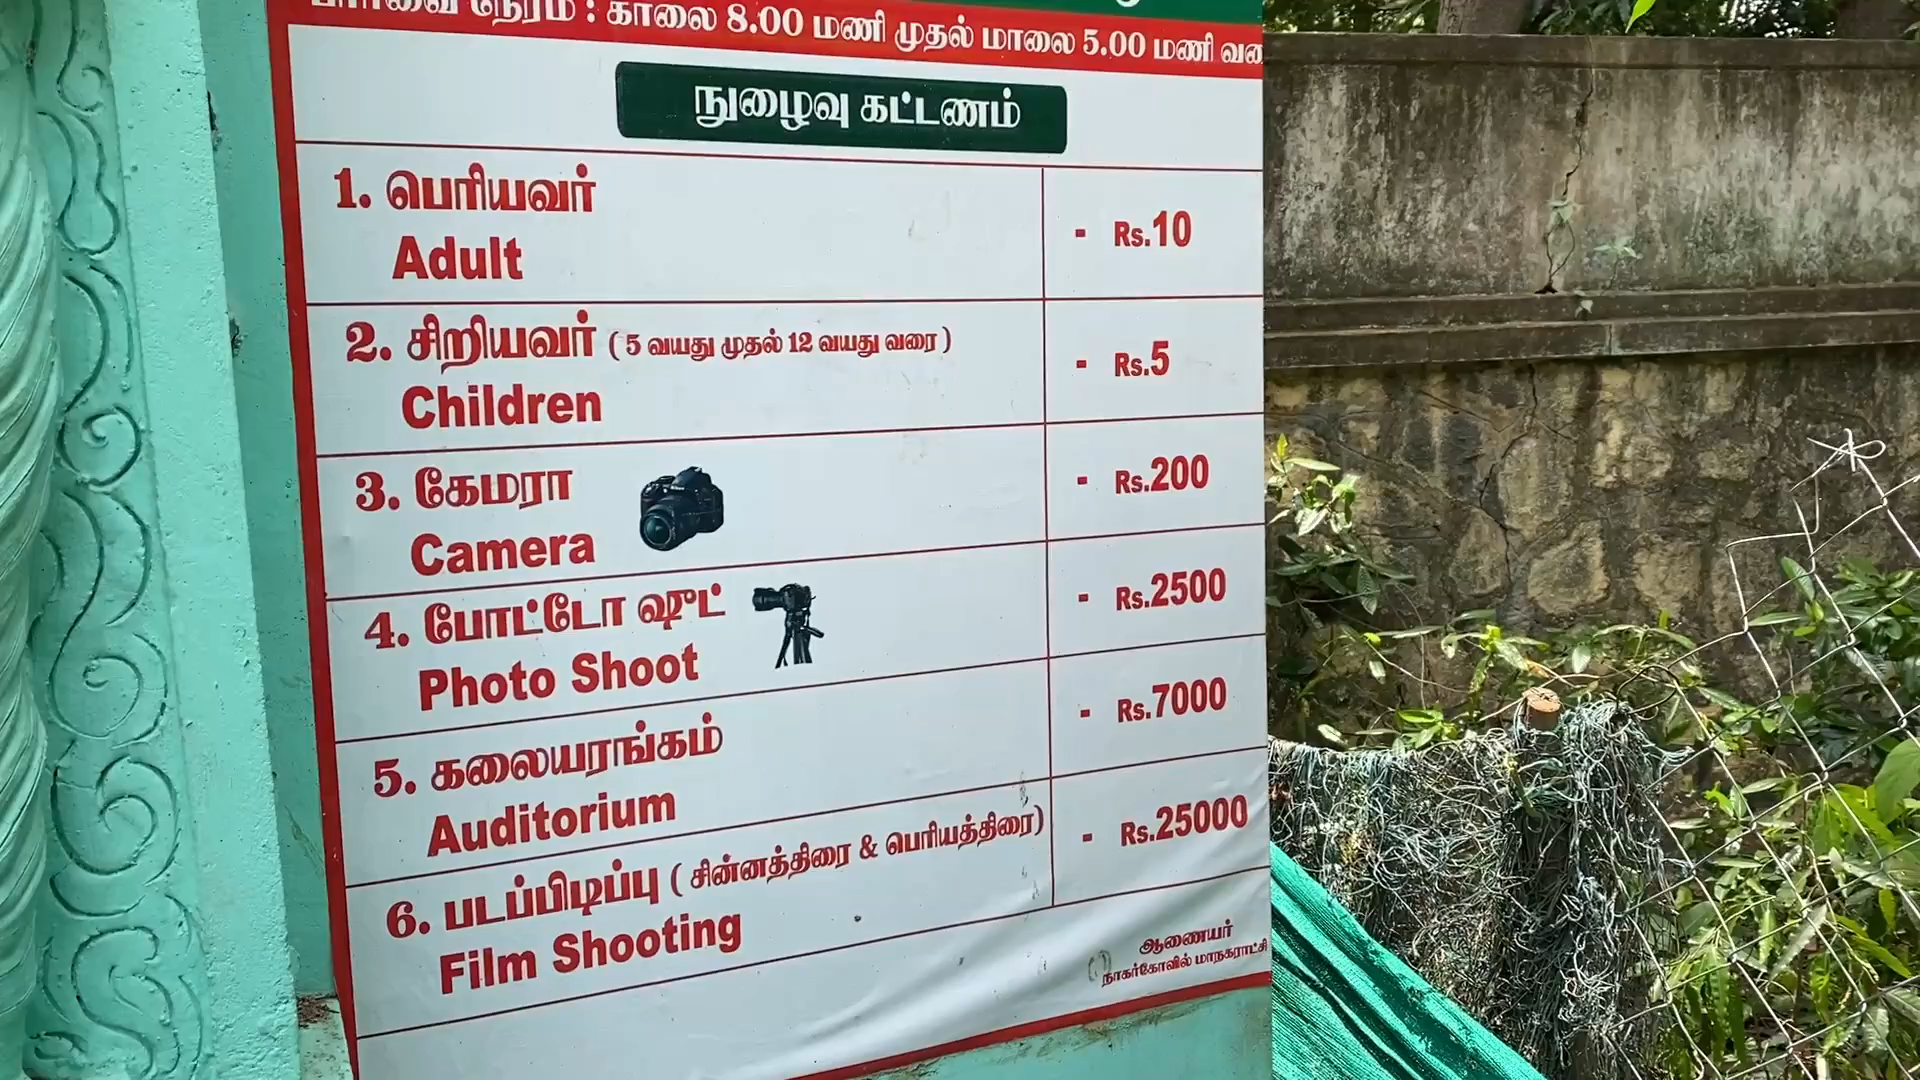 பார்வை நேரம் : காலை 8.00 மணி முதல் மாலை 5.00 மணி
நுழைவு கட்டணம்
1. பெரியவர்
Adult
- Rs.10
2. சிறியவர் ( 5 வயது முதல் 12 வயது வரை )
Children
- Rs.5
3. கேமரா
Camera
- Rs.200
4. போட்டோ ஷுட்
Photo Shoot
- Rs.2500
5. கலையரங்கம்
Auditorium
- Rs.7000
6. படப்பிடிப்பு ( சின்னத்திரை & பெரியத்திரை)
Film Shooting
- Rs.25000
ஆணையர்
நாகர்கோவில் மாநகராட்சி